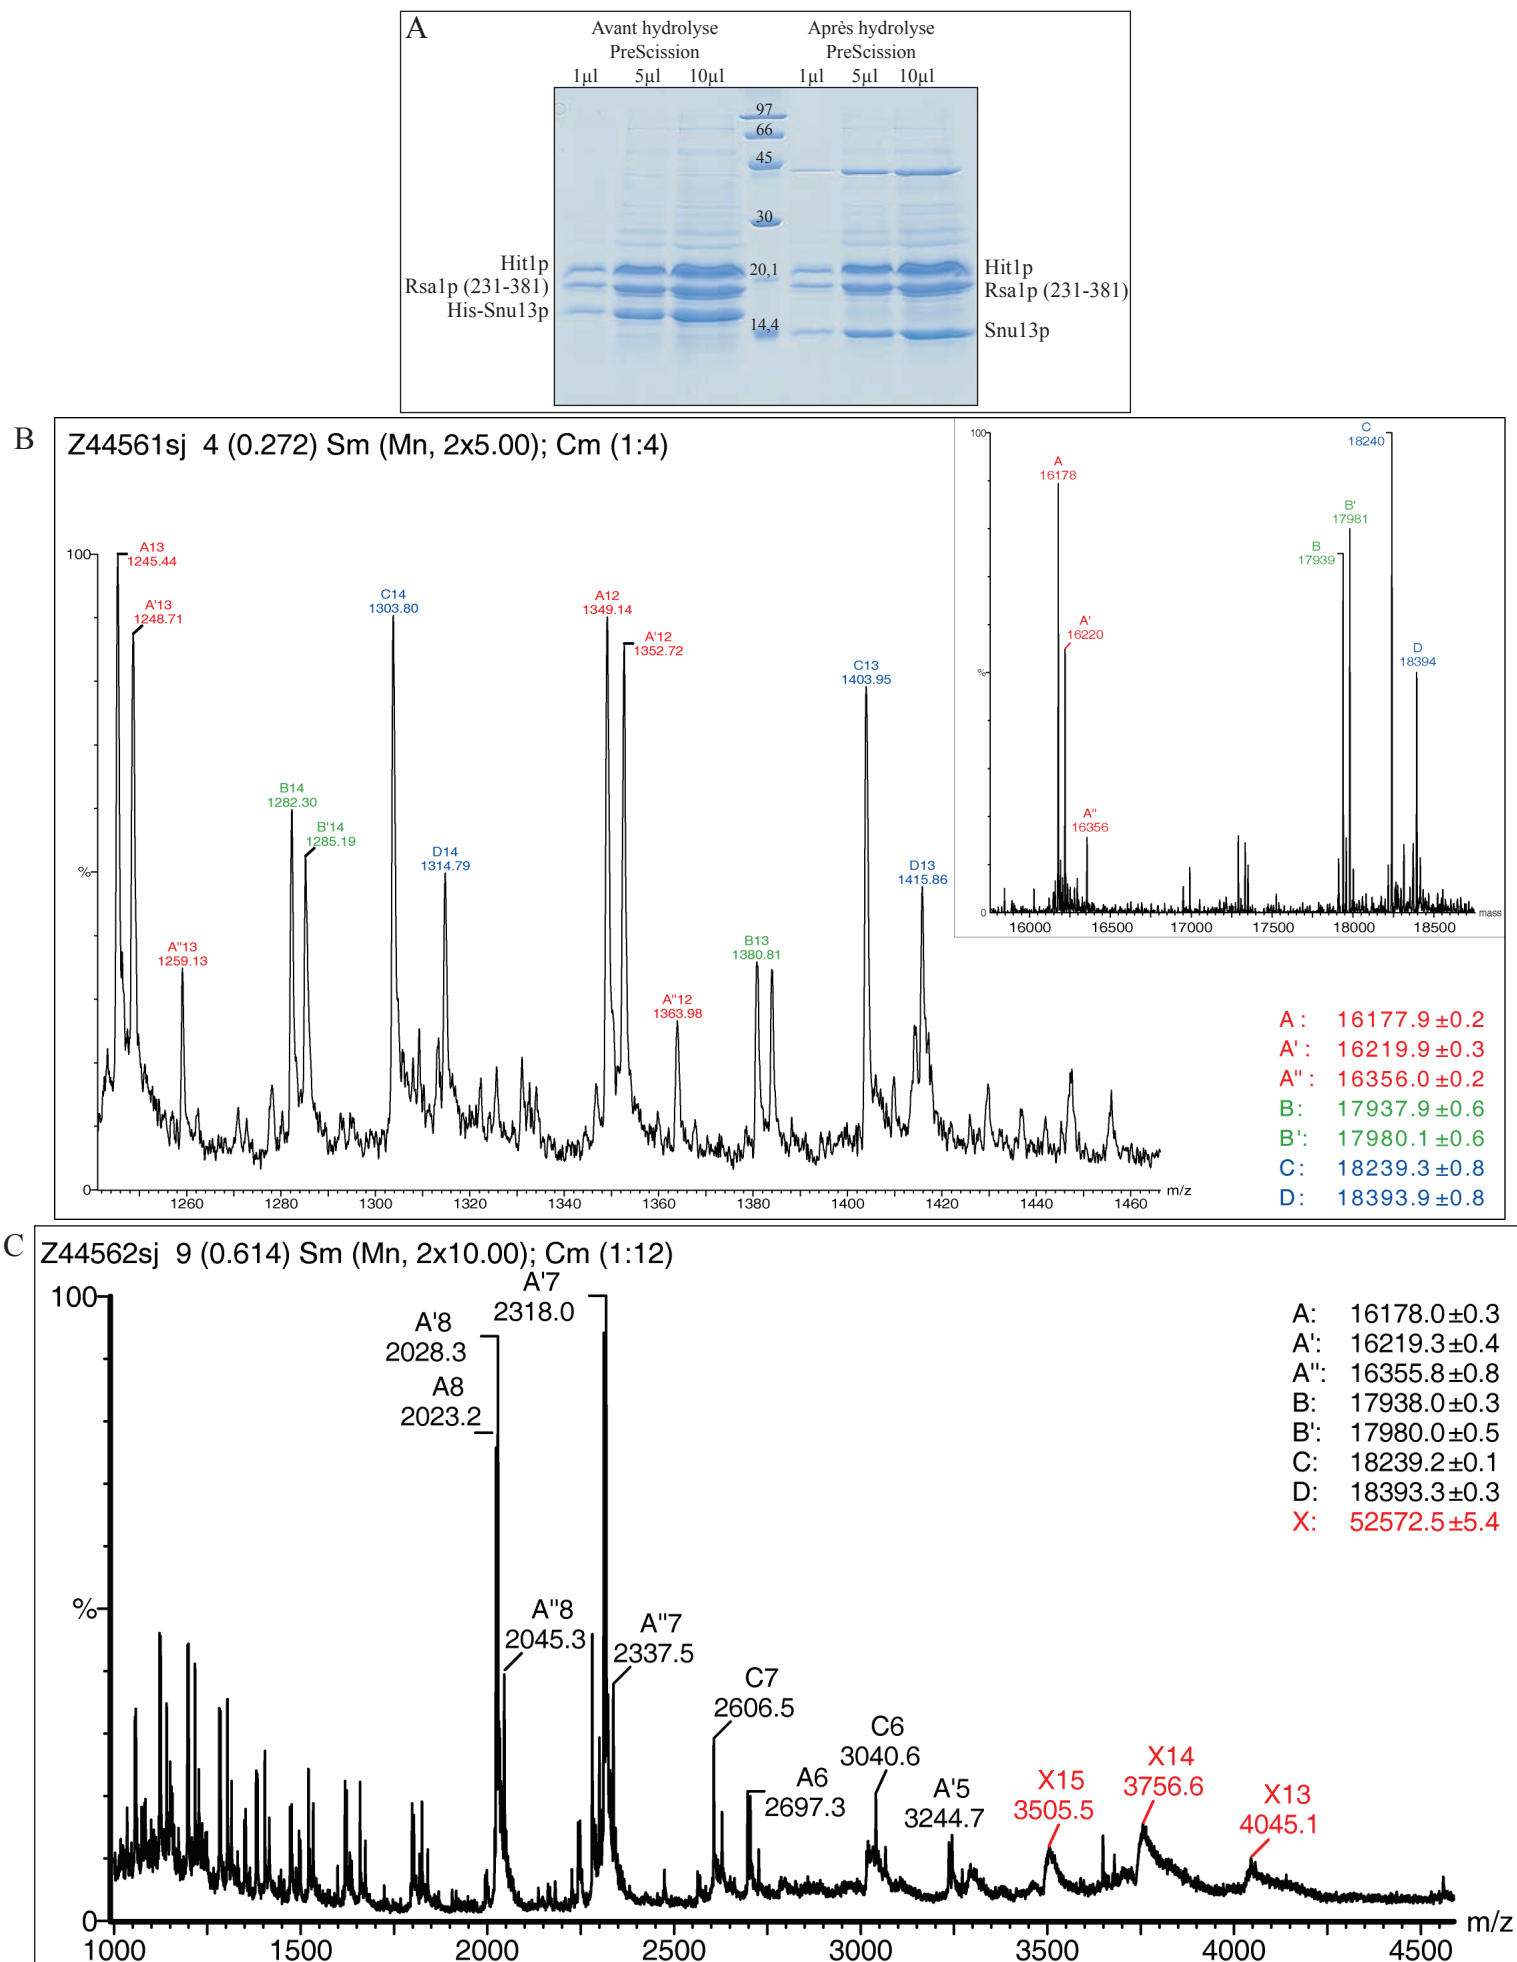 A
Avant hydrolyse
PreScission
Après hydrolyse
PreScission
1µl 5µl 10µl
1µl 5µl 10µl
97
66
45
30
20,1
14,4
Hit1p
Rsa1p (231-381)
His-Snu13p
Hit1p
Rsa1p (231-381)
Snu13p
B
Z44561sj 4 (0.272) Sm (Mn, 2x5.00); Cm (1:4)
100
%
0
A13
1245.44
A'13
1248.71
A''13
1259.13
B14
1282.30
B'14
1285.19
C14
1303.80
D14
1314.79
A12
1349.14
A'12
1352.72
A''12
1363.98
B13
1380.81
C13
1403.95
D13
1415.86
1260 1280 1300 1320 1340 1360 1380 1400 1420 1440 1460
m/z
100
%
0
A
16178
A'
16220
A''
16356
B
17939
B'
17981
C
18240
D
18394
16000 16500 17000 17500 18000 18500
mass
A : 16177.9 ±0.2
A' : 16219.9 ±0.3
A'' : 16356.0 ±0.2
B: 17937.9 ±0.6
B': 17980.1 ±0.6
C: 18239.3 ±0.8
D: 18393.9 ±0.8
C
Z44562sj 9 (0.614) Sm (Mn, 2x10.00); Cm (1:12)
100
%
0
A'7
2318.0
A'8
2028.3
A8
2023.2
A''8
2045.3
A''7
2337.5
C7
2606.5
A6
2697.3
C6
3040.6
A'5
3244.7
X15
3505.5
X14
3756.6
X13
4045.1
A: 16178.0±0.3
A': 16219.3±0.4
A'': 16355.8±0.8
B: 17938.0±0.3
B': 17980.0±0.5
C: 18239.2±0.1
D: 18393.3±0.3
X: 52572.5±5.4
1000 1500 2000 2500 3000 3500 4000 4500
m/z